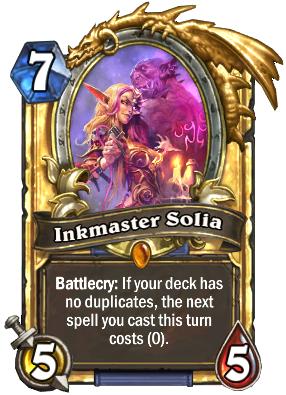 7
Inkmaster Solia
Battlecry: If your deck has
no duplicates, the next
spell you cast this turn
costs (0).
5
5